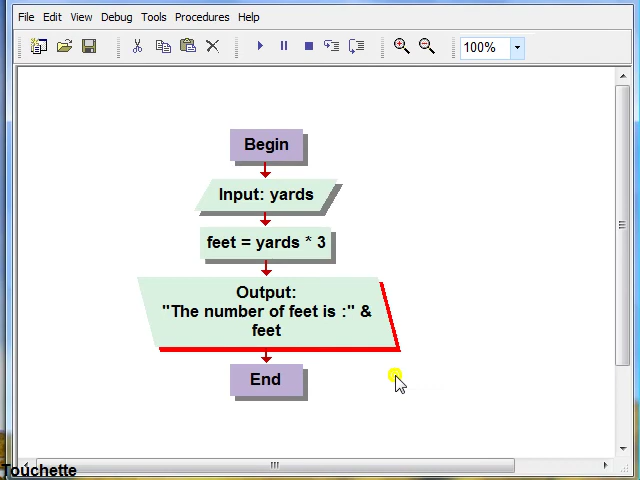 File Edit View Debug Tools Procedures Help
100%
Begin
Input: yards
feet = yards * 3
Output:
"The number of feet is :" &
feet
End
Touchette